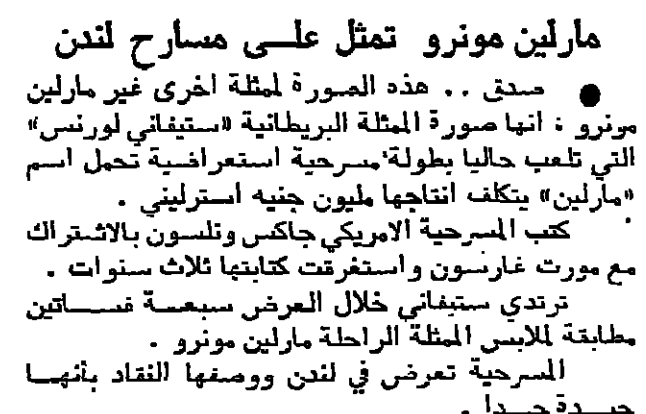 مارلين مونرو تمثل على مسارح لندن
● صدق .. هذه الصورة لمثلة اخرى غير مارلين
مونرو ؛ انها صورة الممثلة البريطانية «ستيفاني لورنس»
التي تلعب حاليا بطولة مسرحية استعراضية تحمل اسم
«مارلين» يتكلف انتاجها مليون جنيه استرليني .
كتب المسرحية الامريكي جاكس ونلسون بالاشتراك
مع مورت غارسون واستغرقت كتابتها ثلاث سنوات .
ترتدي ستيفاني خلال العرض سبعة فساتين
مطابقة لملابس الممثلة الراحلة مارلين مونرو .
المسرحية تعرض في لندن ووصفها النقاد بأنها
جيدة جدا .